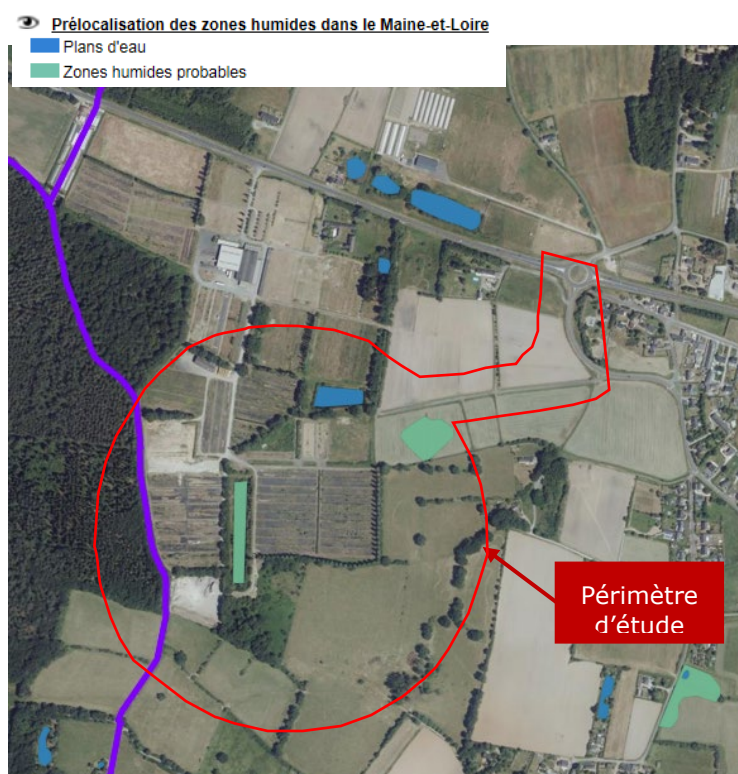 Prélocalisation des zones humides dans le Maine-et-Loire
Plans d'eau
Zones humides probables
Périmètre
d'étude